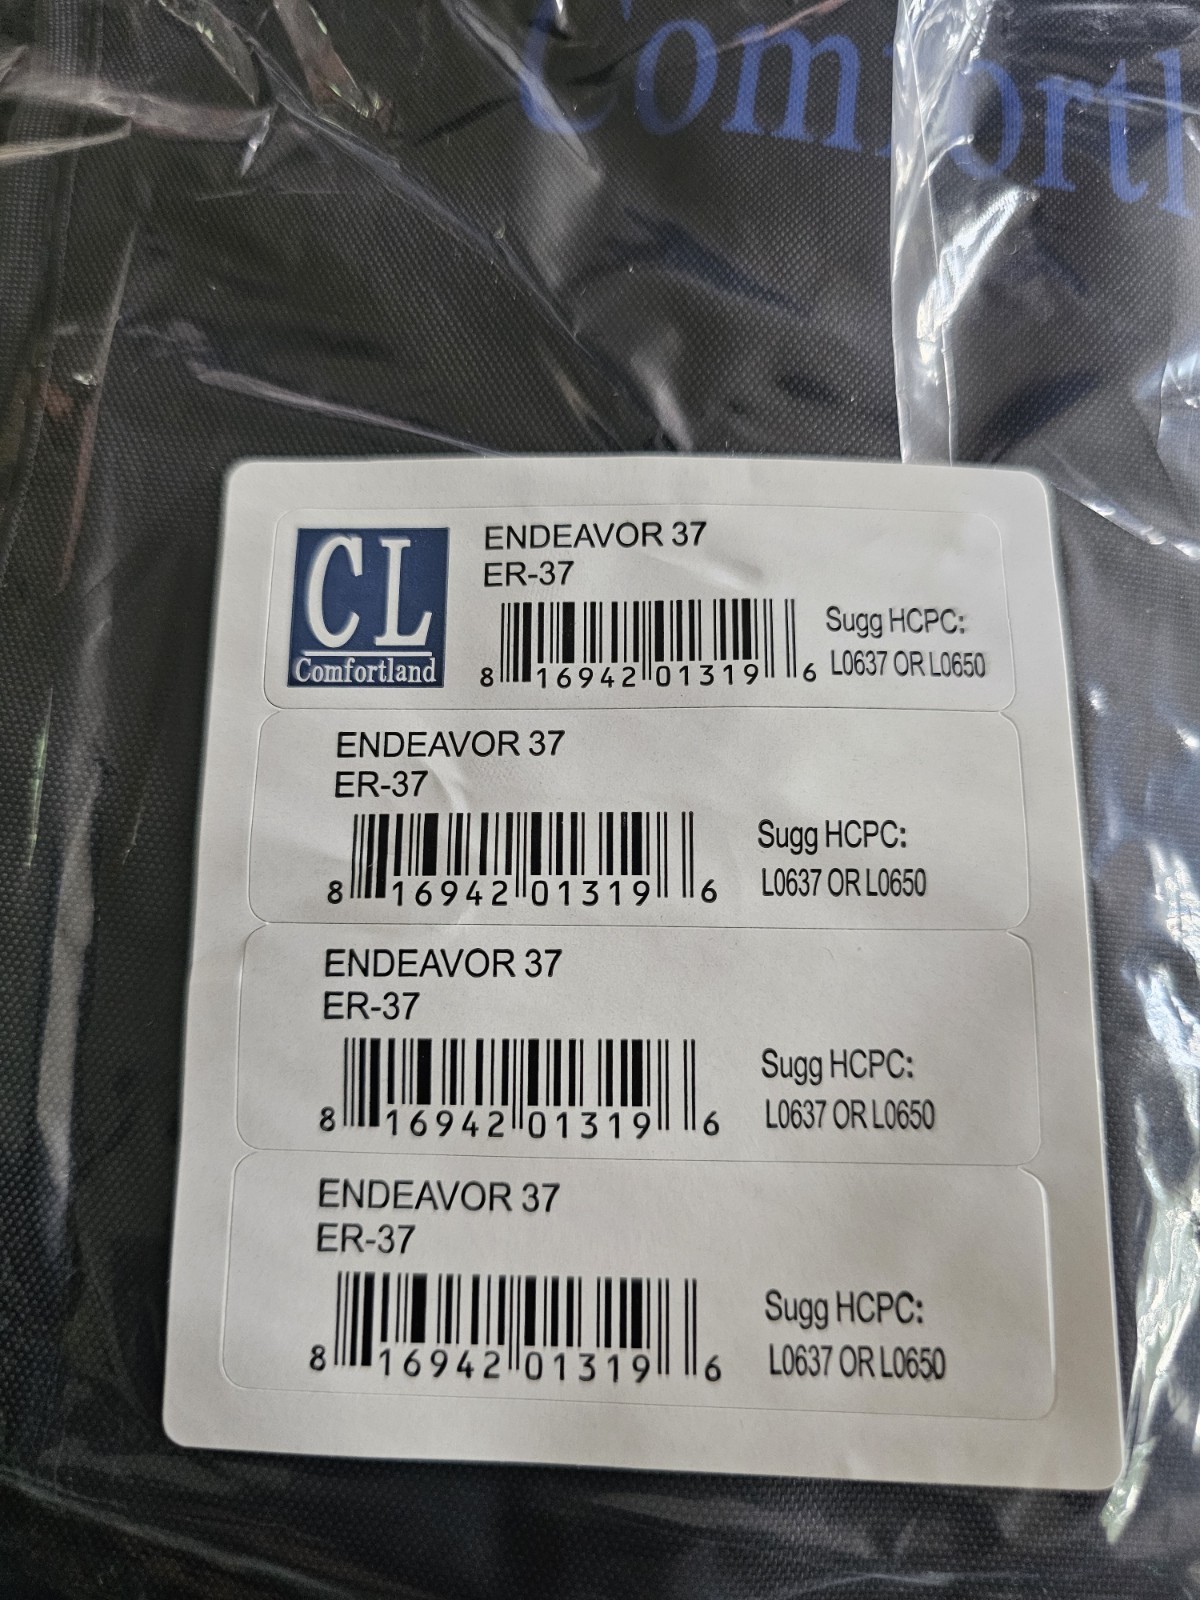 Comfortl
CL
Comfortland
ENDEAVOR 37
ER-37
8 16942 01319 6
Sugg HCPC:
L0637 OR L0650
ENDEAVOR 37
ER-37
8 16942 01319 6
Sugg HCPC:
L0637 OR L0650
ENDEAVOR 37
ER-37
8 16942 01319 6
Sugg HCPC:
L0637 OR L0650
ENDEAVOR 37
ER-37
8 16942 01319 6
Sugg HCPC:
L0637 OR L0650